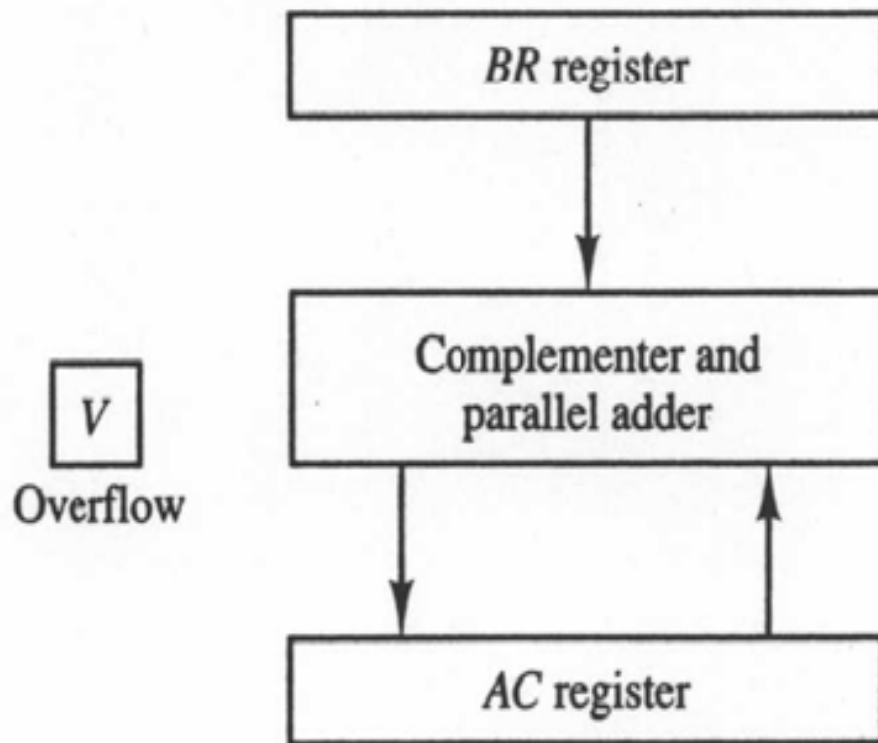 BR register
Complementer and
parallel adder
V
Overflow
AC register